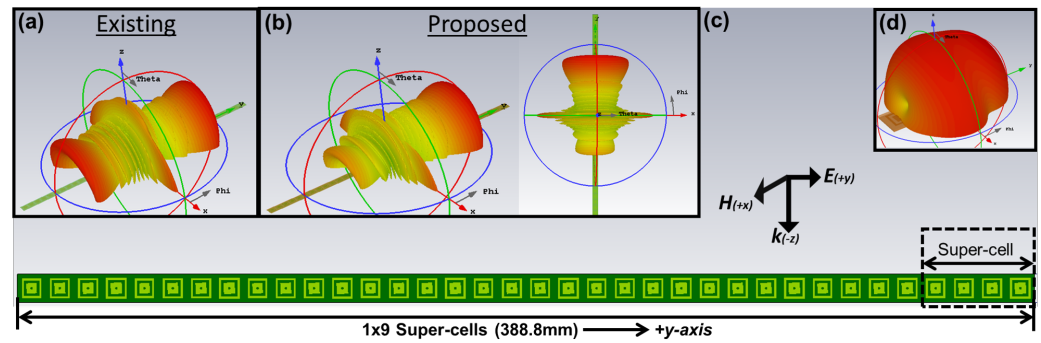 (a) Existing
z
Theta
y
Phi
x
(b) Proposed
z
Theta
y
Phi
x
y
Phi
Theta
x
(c)
(d)
z
Theta
y
Phi
x
E(+y)
H(+x)
k(-z)
Super-cell
1x9 Super-cells (388.8mm) +y-axis